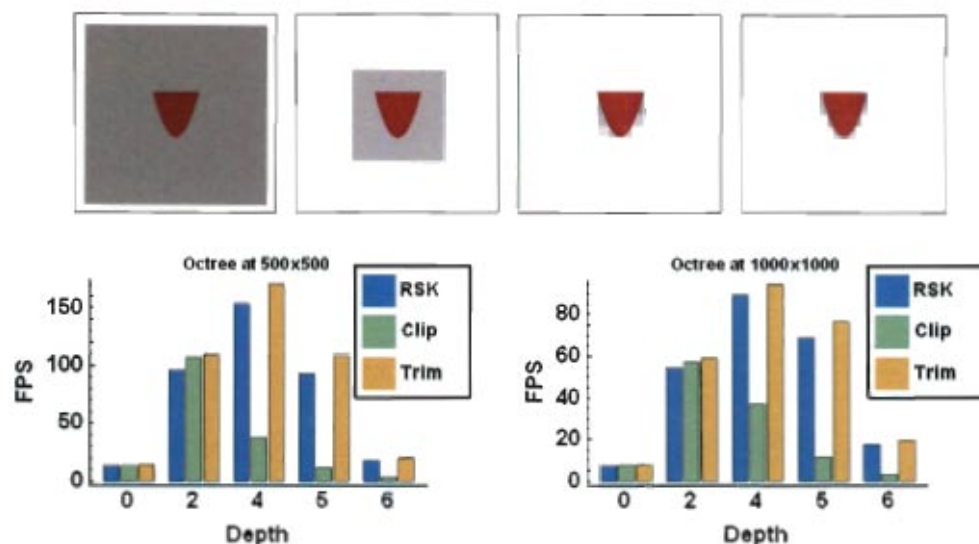 Octree at 500x500
150
100
50
0
FPS
RSK
Clip
Trim
0 2 4 5 6
Depth
Octree at 1000x1000
80
60
40
20
0
FPS
RSK
Clip
Trim
0 2 4 5 6
Depth